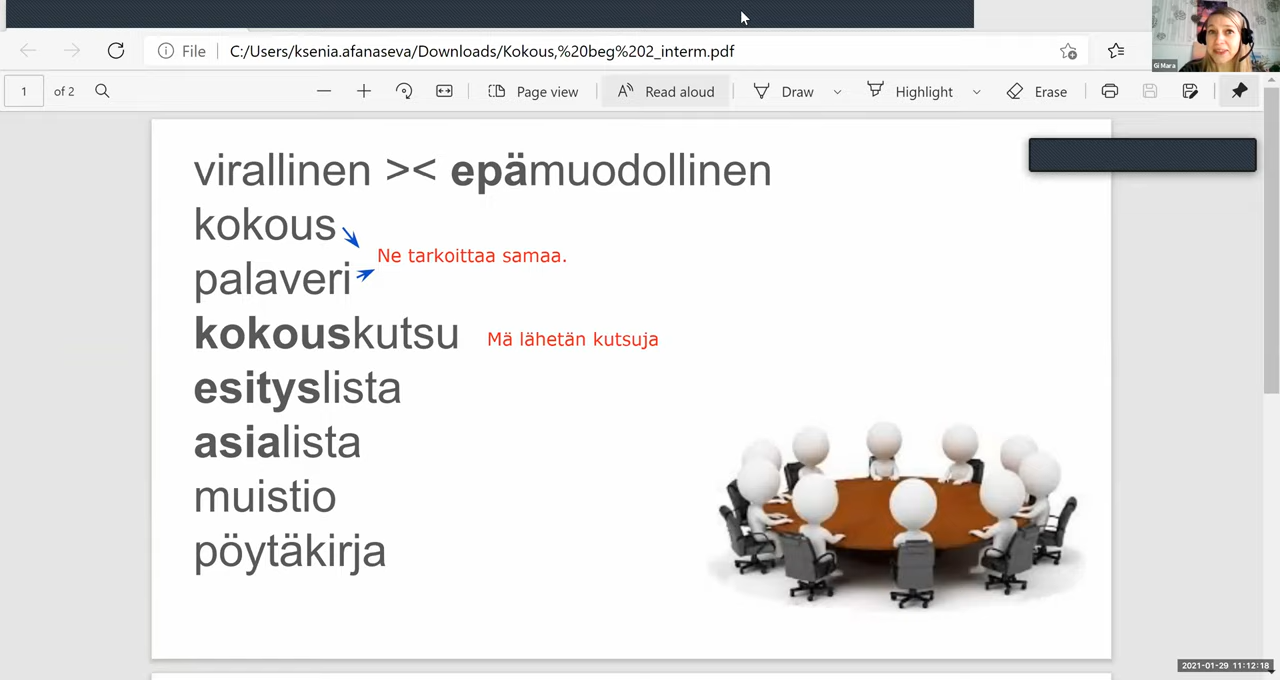 File
C:/Users/ksenia.afanaseva/Downloads/Kokous,%20beg%202_interm.pdf
Gi Mara
1 of 2
Page view
Read aloud
Draw
Highlight
Erase
virallinen >< epämuodollinen
kokous
Ne tarkoittaa samaa.
palaveri
kokouskutsu Mä lähetän kutsuja
esityslista
asialista
muistio
pöytäkirja
2021-01-29 11:12:18